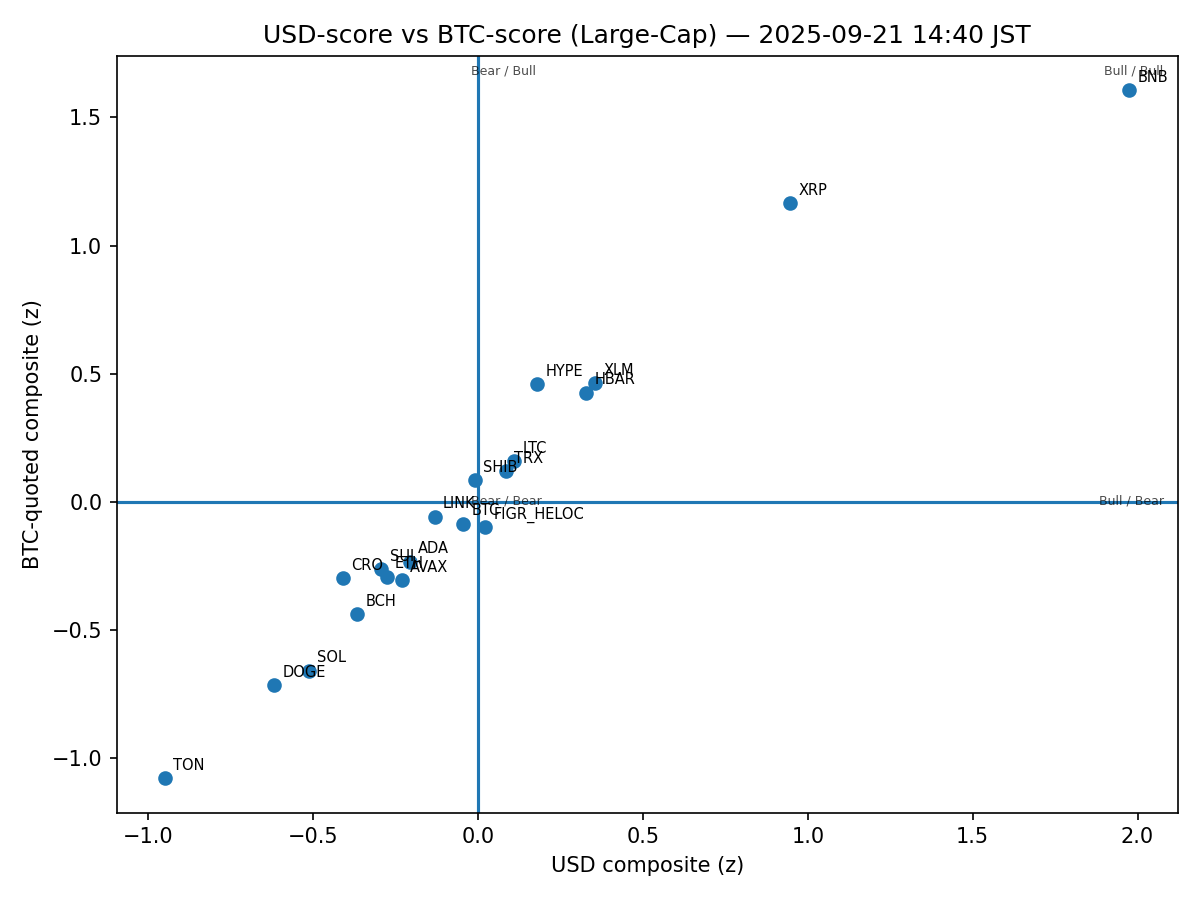 USD-score vs BTC-score (Large-Cap) — 2025-09-21 14:40 JST
Bear / Bull
Bull / Bull
BNB
1.5
XRP
1.0
HYPE
XLM
HBAR
0.5
LTC
TRX
SHIB
0.0
LINK
Bear / Bear
Bull / Bear
BTC
FIGR_HELOC
ADA
SUI
ETH
AVAX
CRO
BCH
−0.5
SOL
DOGE
−1.0
TON
BTC-quoted composite (z)
−1.0
−0.5
0.0
0.5
1.0
1.5
2.0
USD composite (z)